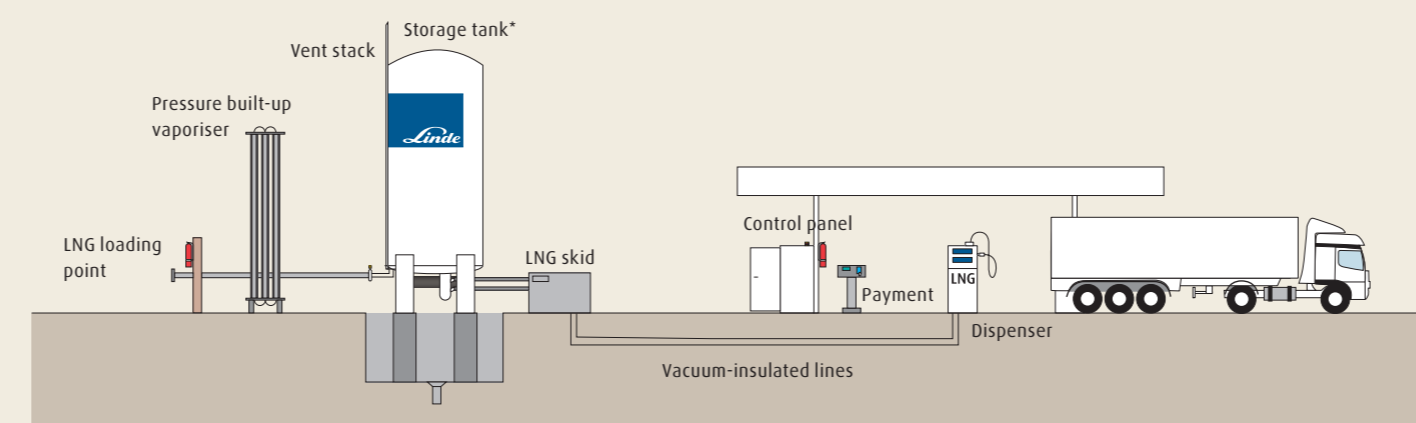 Storage tank*
Vent stack
Pressure built-up
vaporiser
Linde
LNG loading
point
LNG skid
Control panel
Payment
LNG
Dispenser
Vacuum-insulated lines